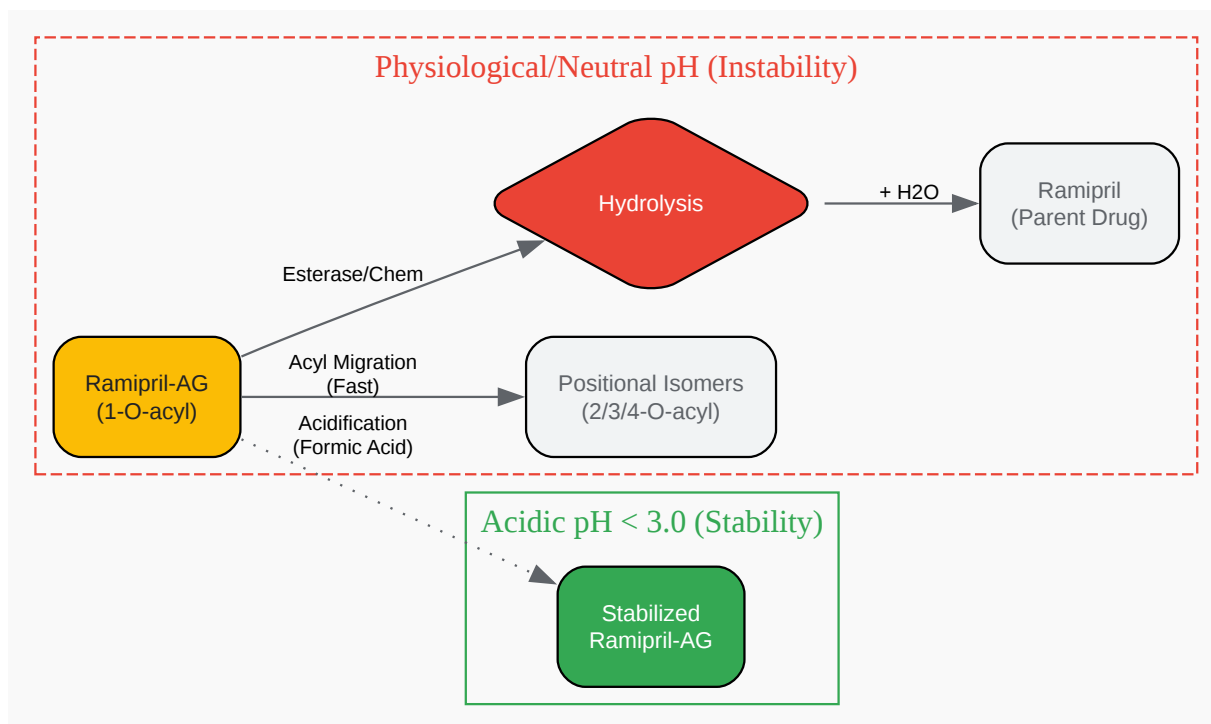 Physiological/Neutral pH (Instability)
Hydrolysis
+ H2O
Ramipril
(Parent Drug)
Esterase/Chem
Ramipril-AG
(1-O-acyl)
Acyl Migration
(Fast)
Positional Isomers
(2/3/4-O-acyl)
Acidification
(Formic Acid)
Acidic pH < 3.0 (Stability)
Stabilized
Ramipril-AG